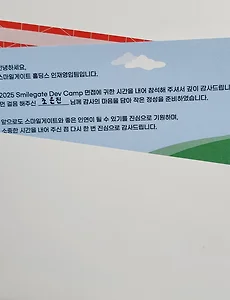 안녕하세요,
스마일게이트 홀딩스 인재영입팀입니다.
2025 Smilegate Dev Camp 면접에 귀한 시간을 내어 참석해 주셔서 깊이 감사드립니다.
먼 걸음 해주신 조은진 님께 감사의 마음을 담아 작은 정성을 준비하였습니다.
앞으로도 스마일게이트와 좋은 인연이 될 수 있기를 진심으로 기원하며,
소중한 시간을 내어 주신 점 다시 한 번 진심으로 감사드립니다.